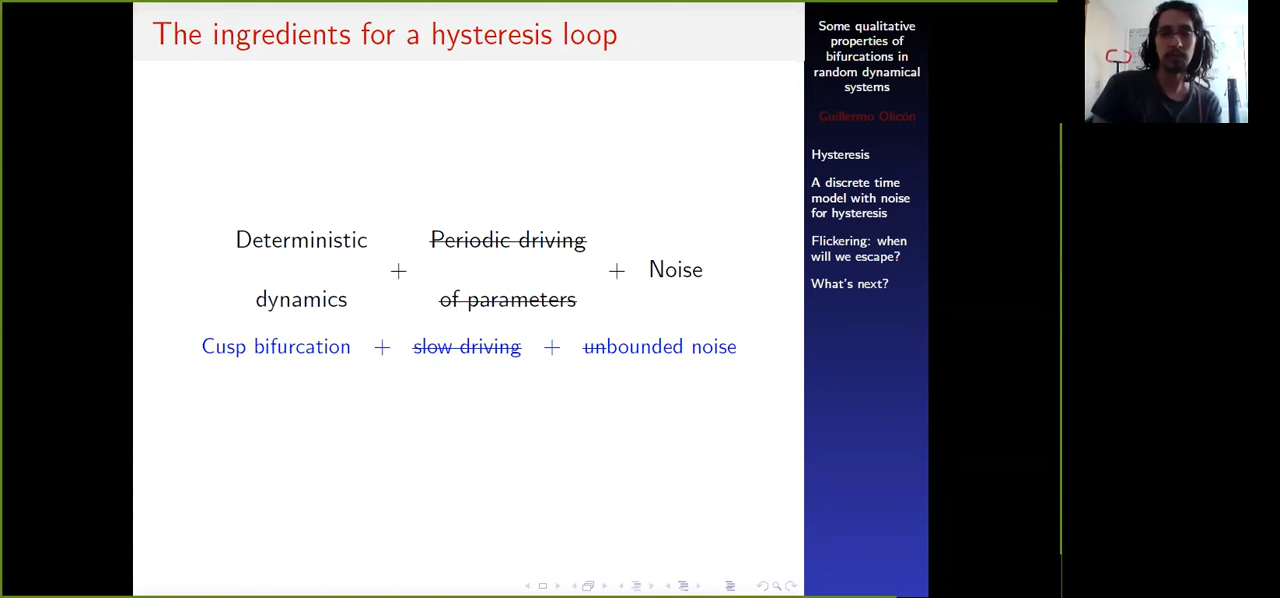 The ingredients for a hysteresis loop
Deterministic
dynamics
+
Periodic driving
of parameters
+ Noise
Cusp bifurcation + slow driving + unbounded noise
Some qualitative
properties of
bifurcations in
random dynamical
systems
Guillermo Olicón
Hysteresis
A discrete time
model with noise
for hysteresis
Flickering: when
will we escape?
What's next?